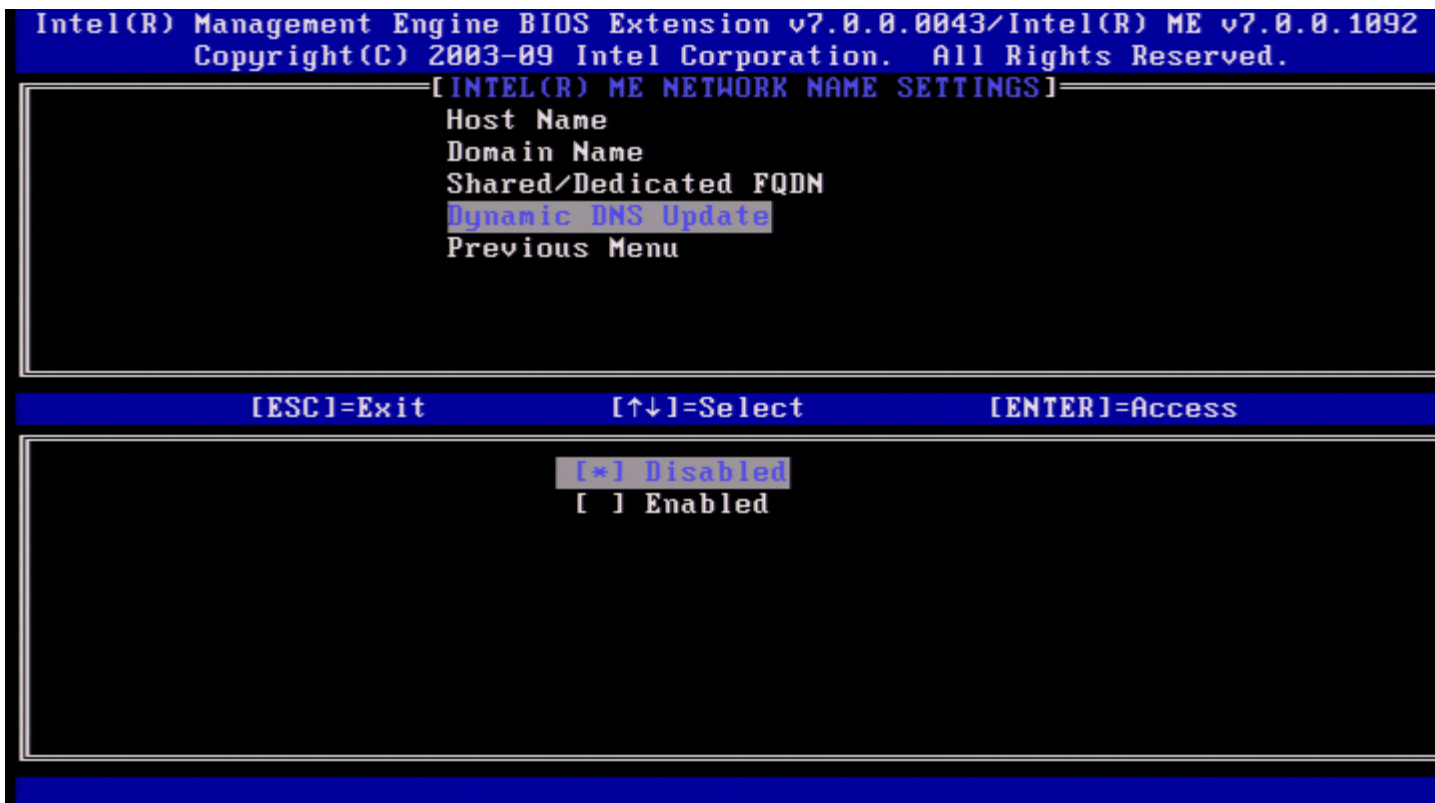 Intel(R) Management Engine BIOS Extension v7.0.0.0043/Intel(R) ME v7.0.0.1092
Copyright(C) 2003-09 Intel Corporation. All Rights Reserved.
[INTEL(R) ME NETWORK NAME SETTINGS]
Host Name
Domain Name
Shared/Dedicated FQDN
Dynamic DNS Update
Previous Menu
[ESC]=Exit [↑↓]=Select [ENTER]=Access
[*] Disabled
[ ] Enabled